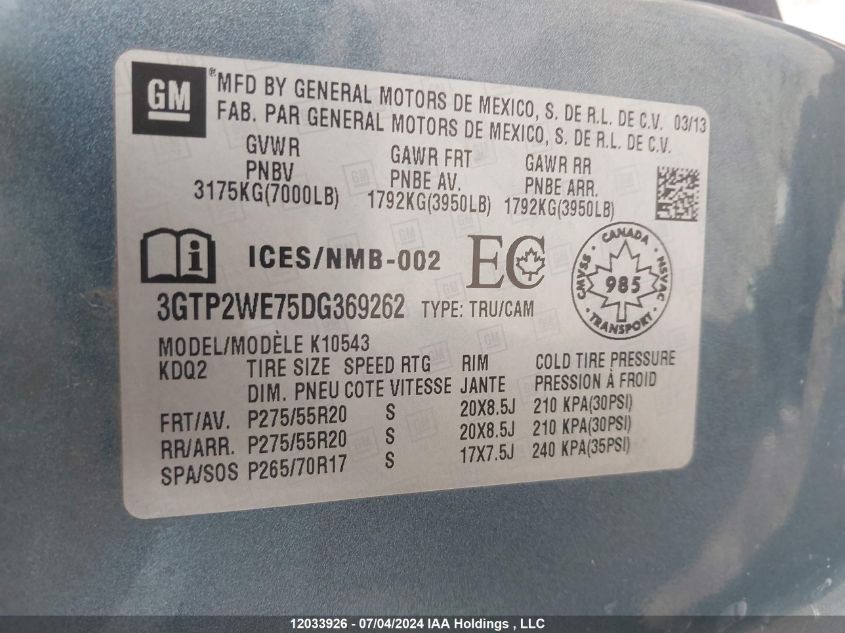 GM
®MFD BY GENERAL MOTORS DE MEXICO, S. DE R.L. DE C.V. 03/13
FAB. PAR GENERAL MOTORS DE MEXICO, S. DE R.L. DE C.V.
GVWR GAWR FRT GAWR RR
PNBV PNBE AV. PNBE ARR.
3175KG(7000LB) 1792KG(3950LB) 1792KG(3950LB)
i ICES/NMB-002 EC
CANADA
CMVSS NSVAC
985
TRANSPORT
3GTP2WE75DG369262 TYPE: TRU/CAM
MODEL/MODÈLE K10543
KDQ2 TIRE SIZE SPEED RTG RIM COLD TIRE PRESSURE
DIM. PNEU COTE VITESSE JANTE PRESSION À FROID
FRT/AV. P275/55R20 S 20X8.5J 210 KPA(30PSI)
RR/ARR. P275/55R20 S 20X8.5J 210 KPA(30PSI)
SPA/SOS P265/70R17 S 17X7.5J 240 KPA(35PSI)
12033926 - 07/04/2024 IAA Holdings , LLC